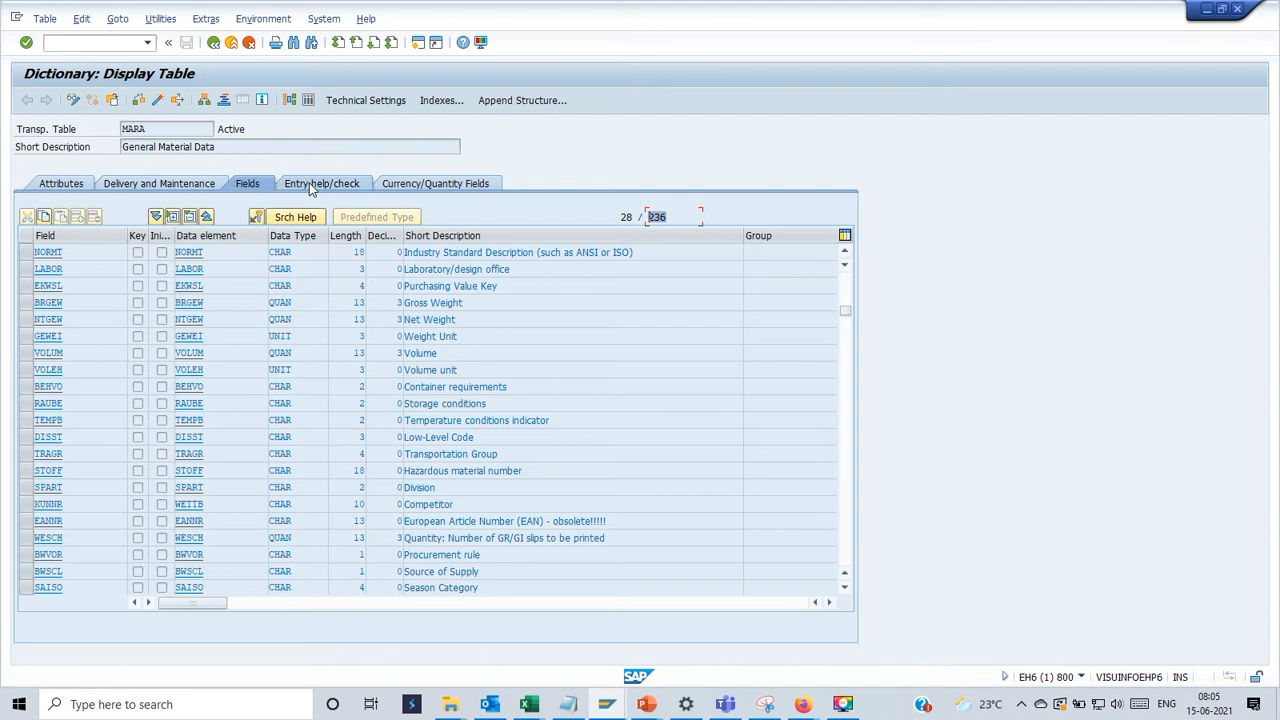 Table Edit Goto Utilities Extras Environment System Help
Dictionary: Display Table
Technical Settings Indexes... Append Structure...
Transp. Table MARA Active
Short Description General Material Data
Attributes Delivery and Maintenance Fields Entry help/check Currency/Quantity Fields
Srch Help Predefined Type 28 / 236
Field Key Ini... Data element Data Type Length Deci... Short Description Group
NORMT NORMT CHAR 18 0 Industry Standard Description (such as ANSI or ISO)
LABOR LABOR CHAR 3 0 Laboratory/design office
EKWSL EKWSL CHAR 4 0 Purchasing Value Key
BRGEW BRGEW QUAN 13 3 Gross Weight
NTGEW NTGEW QUAN 13 3 Net Weight
GEWEI GEWEI UNIT 3 0 Weight Unit
VOLUM VOLUM QUAN 13 3 Volume
VOLEH VOLEH UNIT 3 0 Volume unit
BEHVO BEHVO CHAR 2 0 Container requirements
RAUBE RAUBE CHAR 2 0 Storage conditions
TEMPB TEMPB CHAR 2 0 Temperature conditions indicator
DISST DISST CHAR 3 0 Low-Level Code
TRAGR TRAGR CHAR 4 0 Transportation Group
STOFF STOFF CHAR 18 0 Hazardous material number
SPART SPART CHAR 2 0 Division
KUNNR WETTB CHAR 10 0 Competitor
EANNR EANNR CHAR 13 0 European Article Number (EAN) - obsolete!!!!!
WESCH WESCH QUAN 13 3 Quantity: Number of GR/GI slips to be printed
BWVOR BWVOR CHAR 1 0 Procurement rule
BWSCL BWSCL CHAR 1 0 Source of Supply
SAISO SAISO CHAR 4 0 Season Category
SAP EH6 (1) 800 VISUINFOEHP6 INS
Type here to search 23°C ENG 08:05
15-06-2021